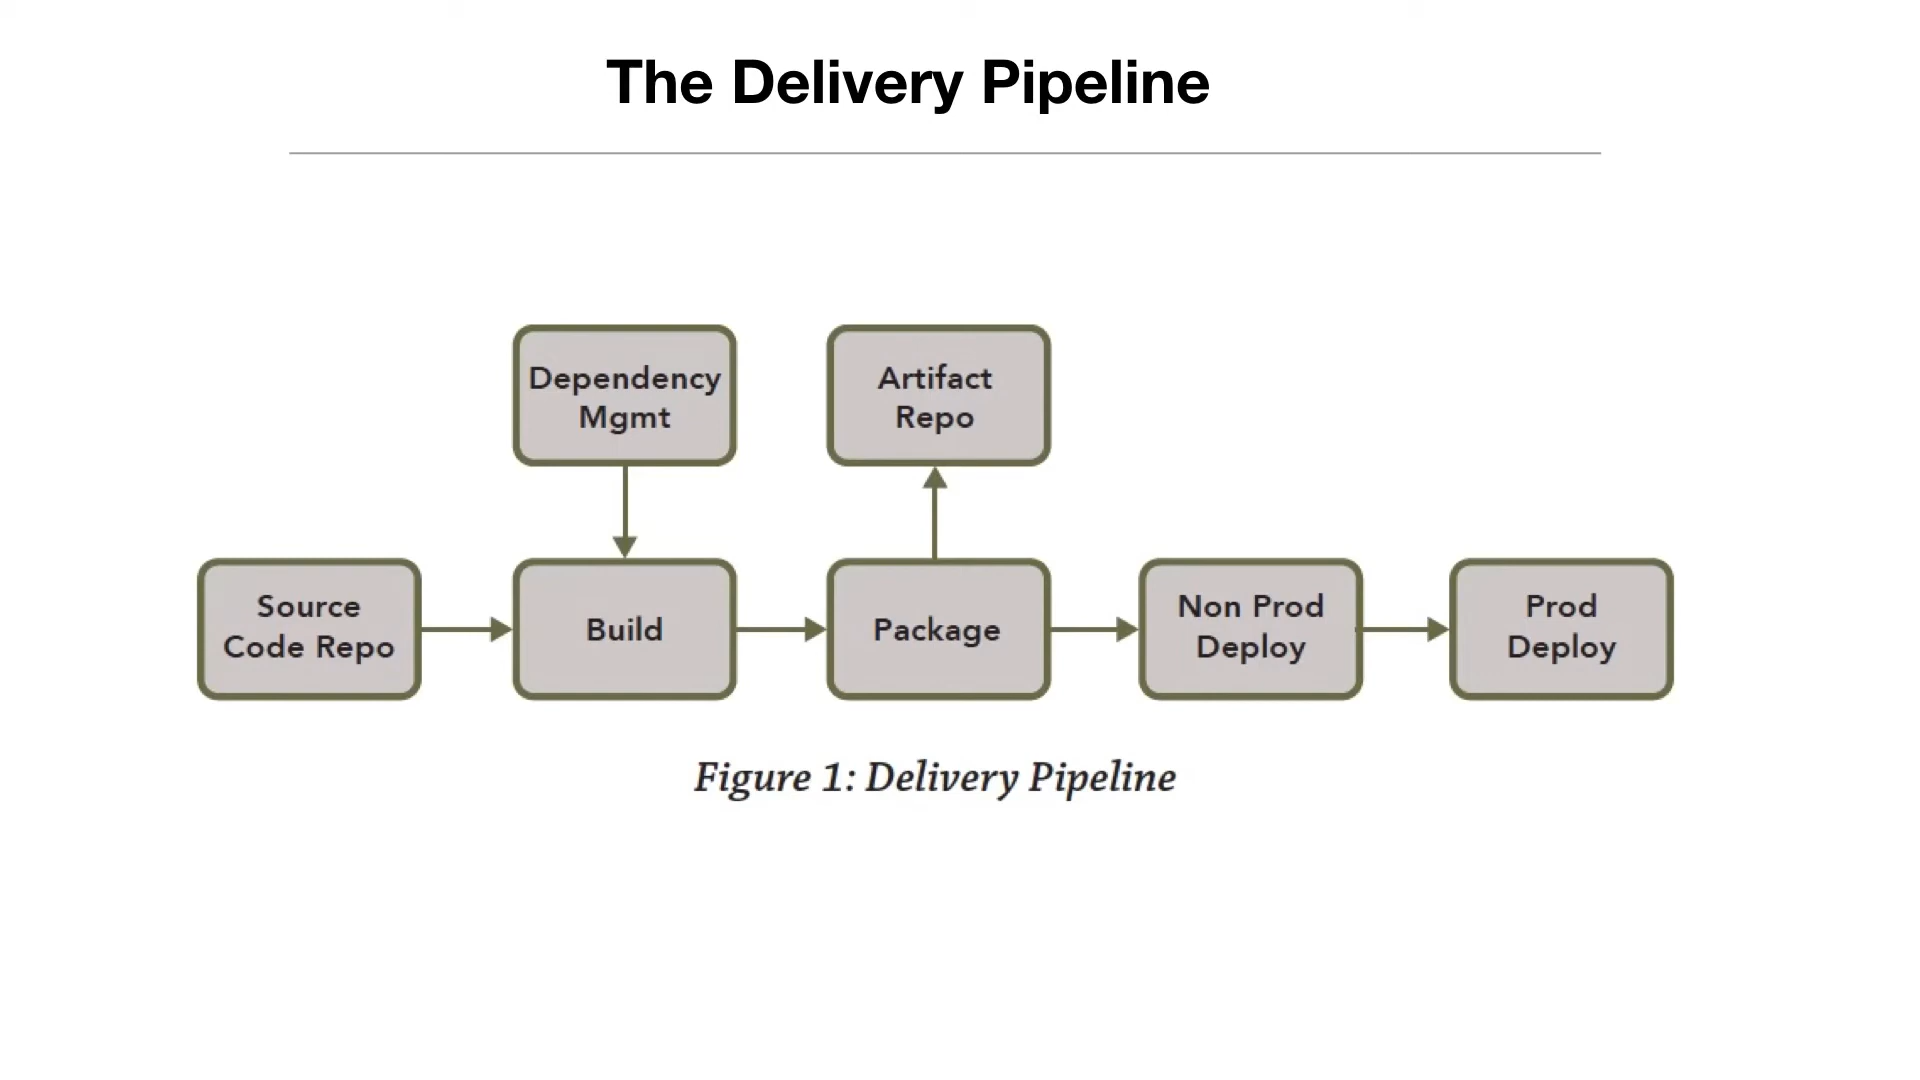 The Delivery Pipeline
Dependency
Mgmt
Artifact
Repo
Source
Code Repo
Build
Package
Non Prod
Deploy
Prod
Deploy
Figure 1: Delivery Pipeline